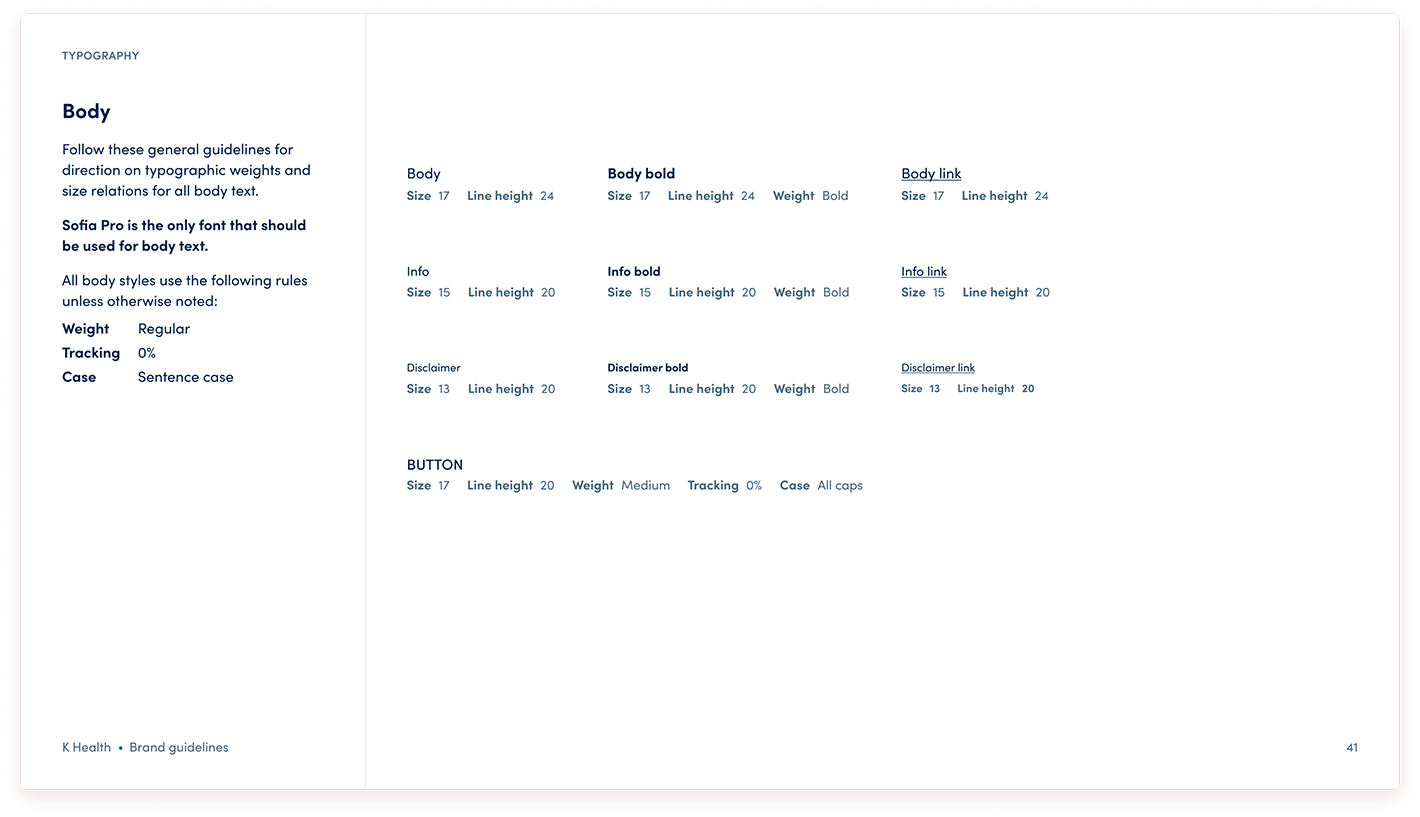 TYPOGRAPHY
Body
Follow these general guidelines for
direction on typographic weights and
size relations for all body text.
Sofia Pro is the only font that should
be used for body text.
All body styles use the following rules
unless otherwise noted:
Weight Regular
Tracking 0%
Case Sentence case
Body
Size 17 Line height 24
Body bold
Size 17 Line height 24 Weight Bold
Body link
Size 17 Line height 24
Info
Size 15 Line height 20
Info bold
Size 15 Line height 20 Weight Bold
Info link
Size 15 Line height 20
Disclaimer
Size 13 Line height 20
Disclaimer bold
Size 13 Line height 20 Weight Bold
Disclaimer link
Size 13 Line height 20
BUTTON
Size 17 Line height 20 Weight Medium Tracking 0% Case All caps
K Health • Brand guidelines
41